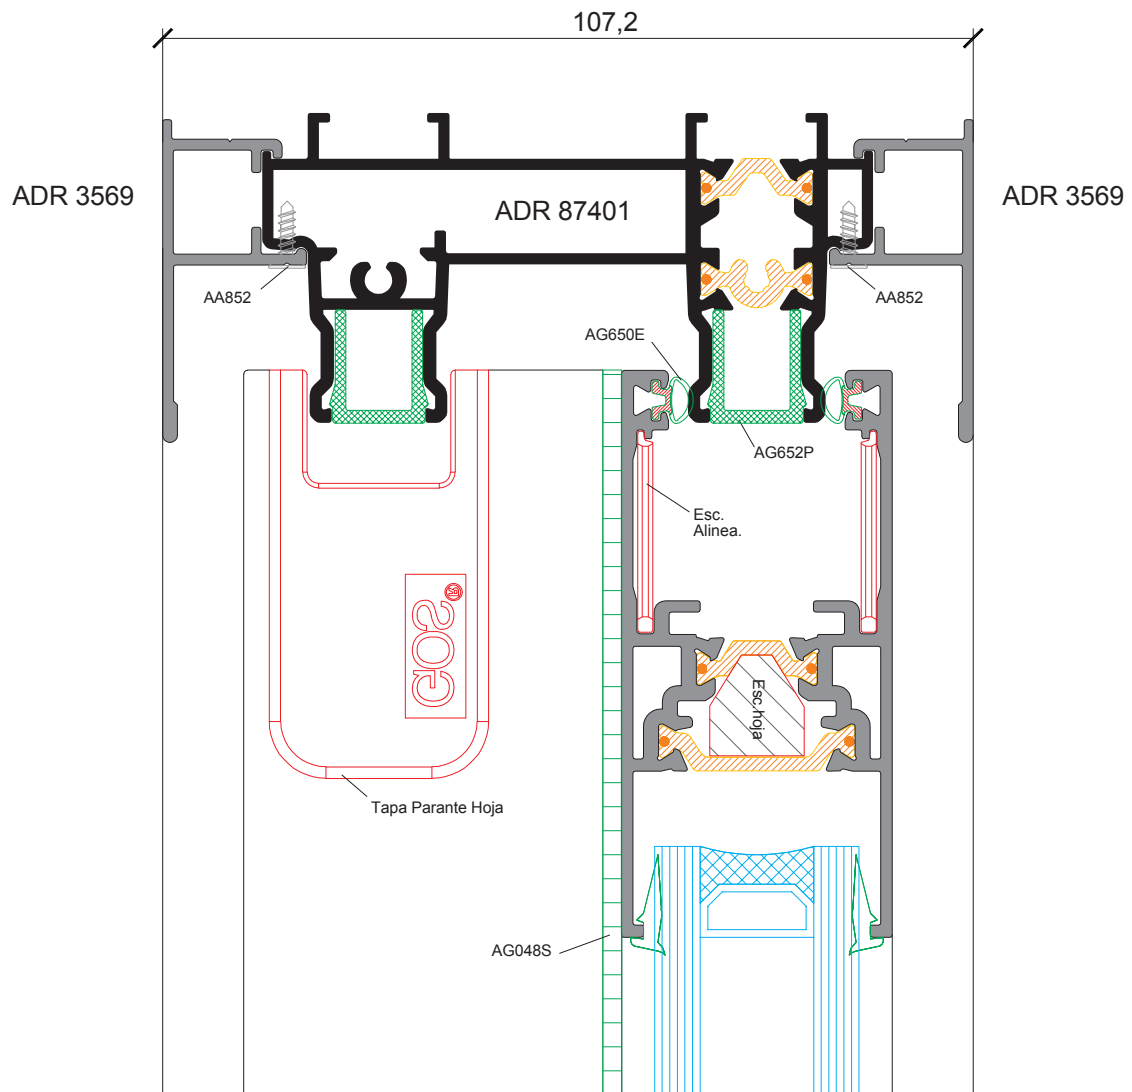 107,2
ADR 3569
ADR 87401
ADR 3569
AA852
AA852
AG650E
AG652P
Esc.
Alinea.
GOS®
Esc.hoja
Tapa Parante Hoja
AG048S